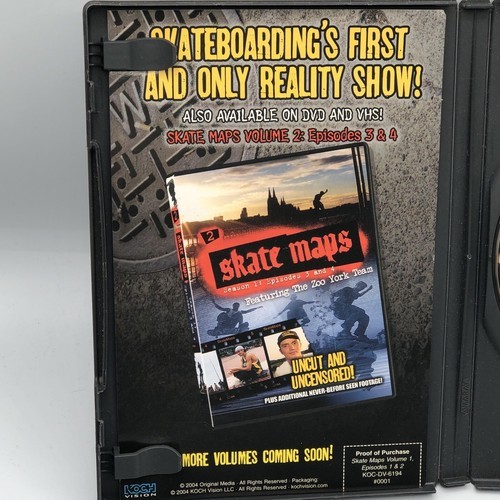 SKATEBOARDING'S FIRST
AND ONLY REALITY SHOW!
ALSO AVAILABLE ON DVD AND VHS!
SKATE MAPS VOLUME 2: Episodes 3 & 4
2
skate maps
Season 1: Episodes 3 and 4
Featuring The Zoo York Team
UNCUT AND
UNCENSORED!
PLUS ADDITIONAL NEVER-BEFORE SEEN FOOTAGE!
MORE VOLUMES COMING SOON!
KOCH
VISION
© 2004 Original Media · All Rights Reserved · Packaging:
© 2004 KOCH Vision LLC · All Rights Reserved · kochvision.com
Proof of Purchase
Skate Maps Volume 1,
Episodes 1 & 2
KOC-DV-6194
#0001